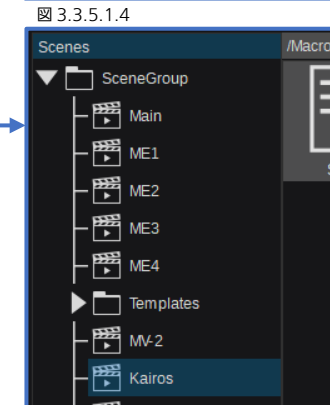 図 3.3.5.1.4
Scenes
/Macro
SceneGroup
Main
ME1
ME2
ME3
ME4
Templates
MV-2
Kairos